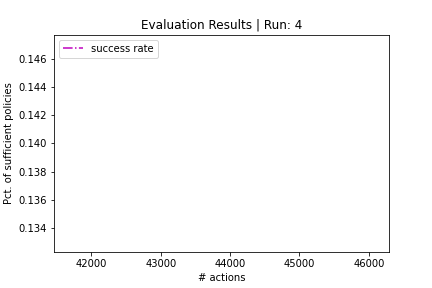 Evaluation Results | Run: 4
success rate
Pct. of sufficient policies
0.146
0.144
0.142
0.140
0.138
0.136
0.134
42000 43000 44000 45000 46000
# actions